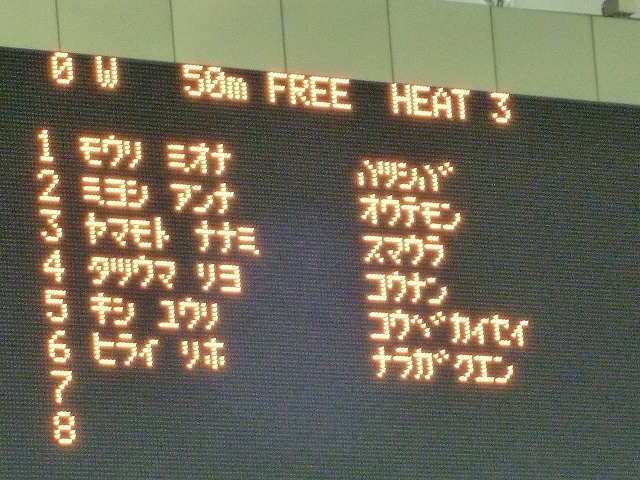 0 W 50m FREE HEAT 3
1 モウリ ミオナ ハツシバ
2 ミヨシ アンナ オウテモン
3 ヤマモト ナナミ スマウラ
4 タツウマ リヨ コウナン
5 キシ ユウリ コウベカイセイ
6 ヒライ リホ ナラガクエン
7
8